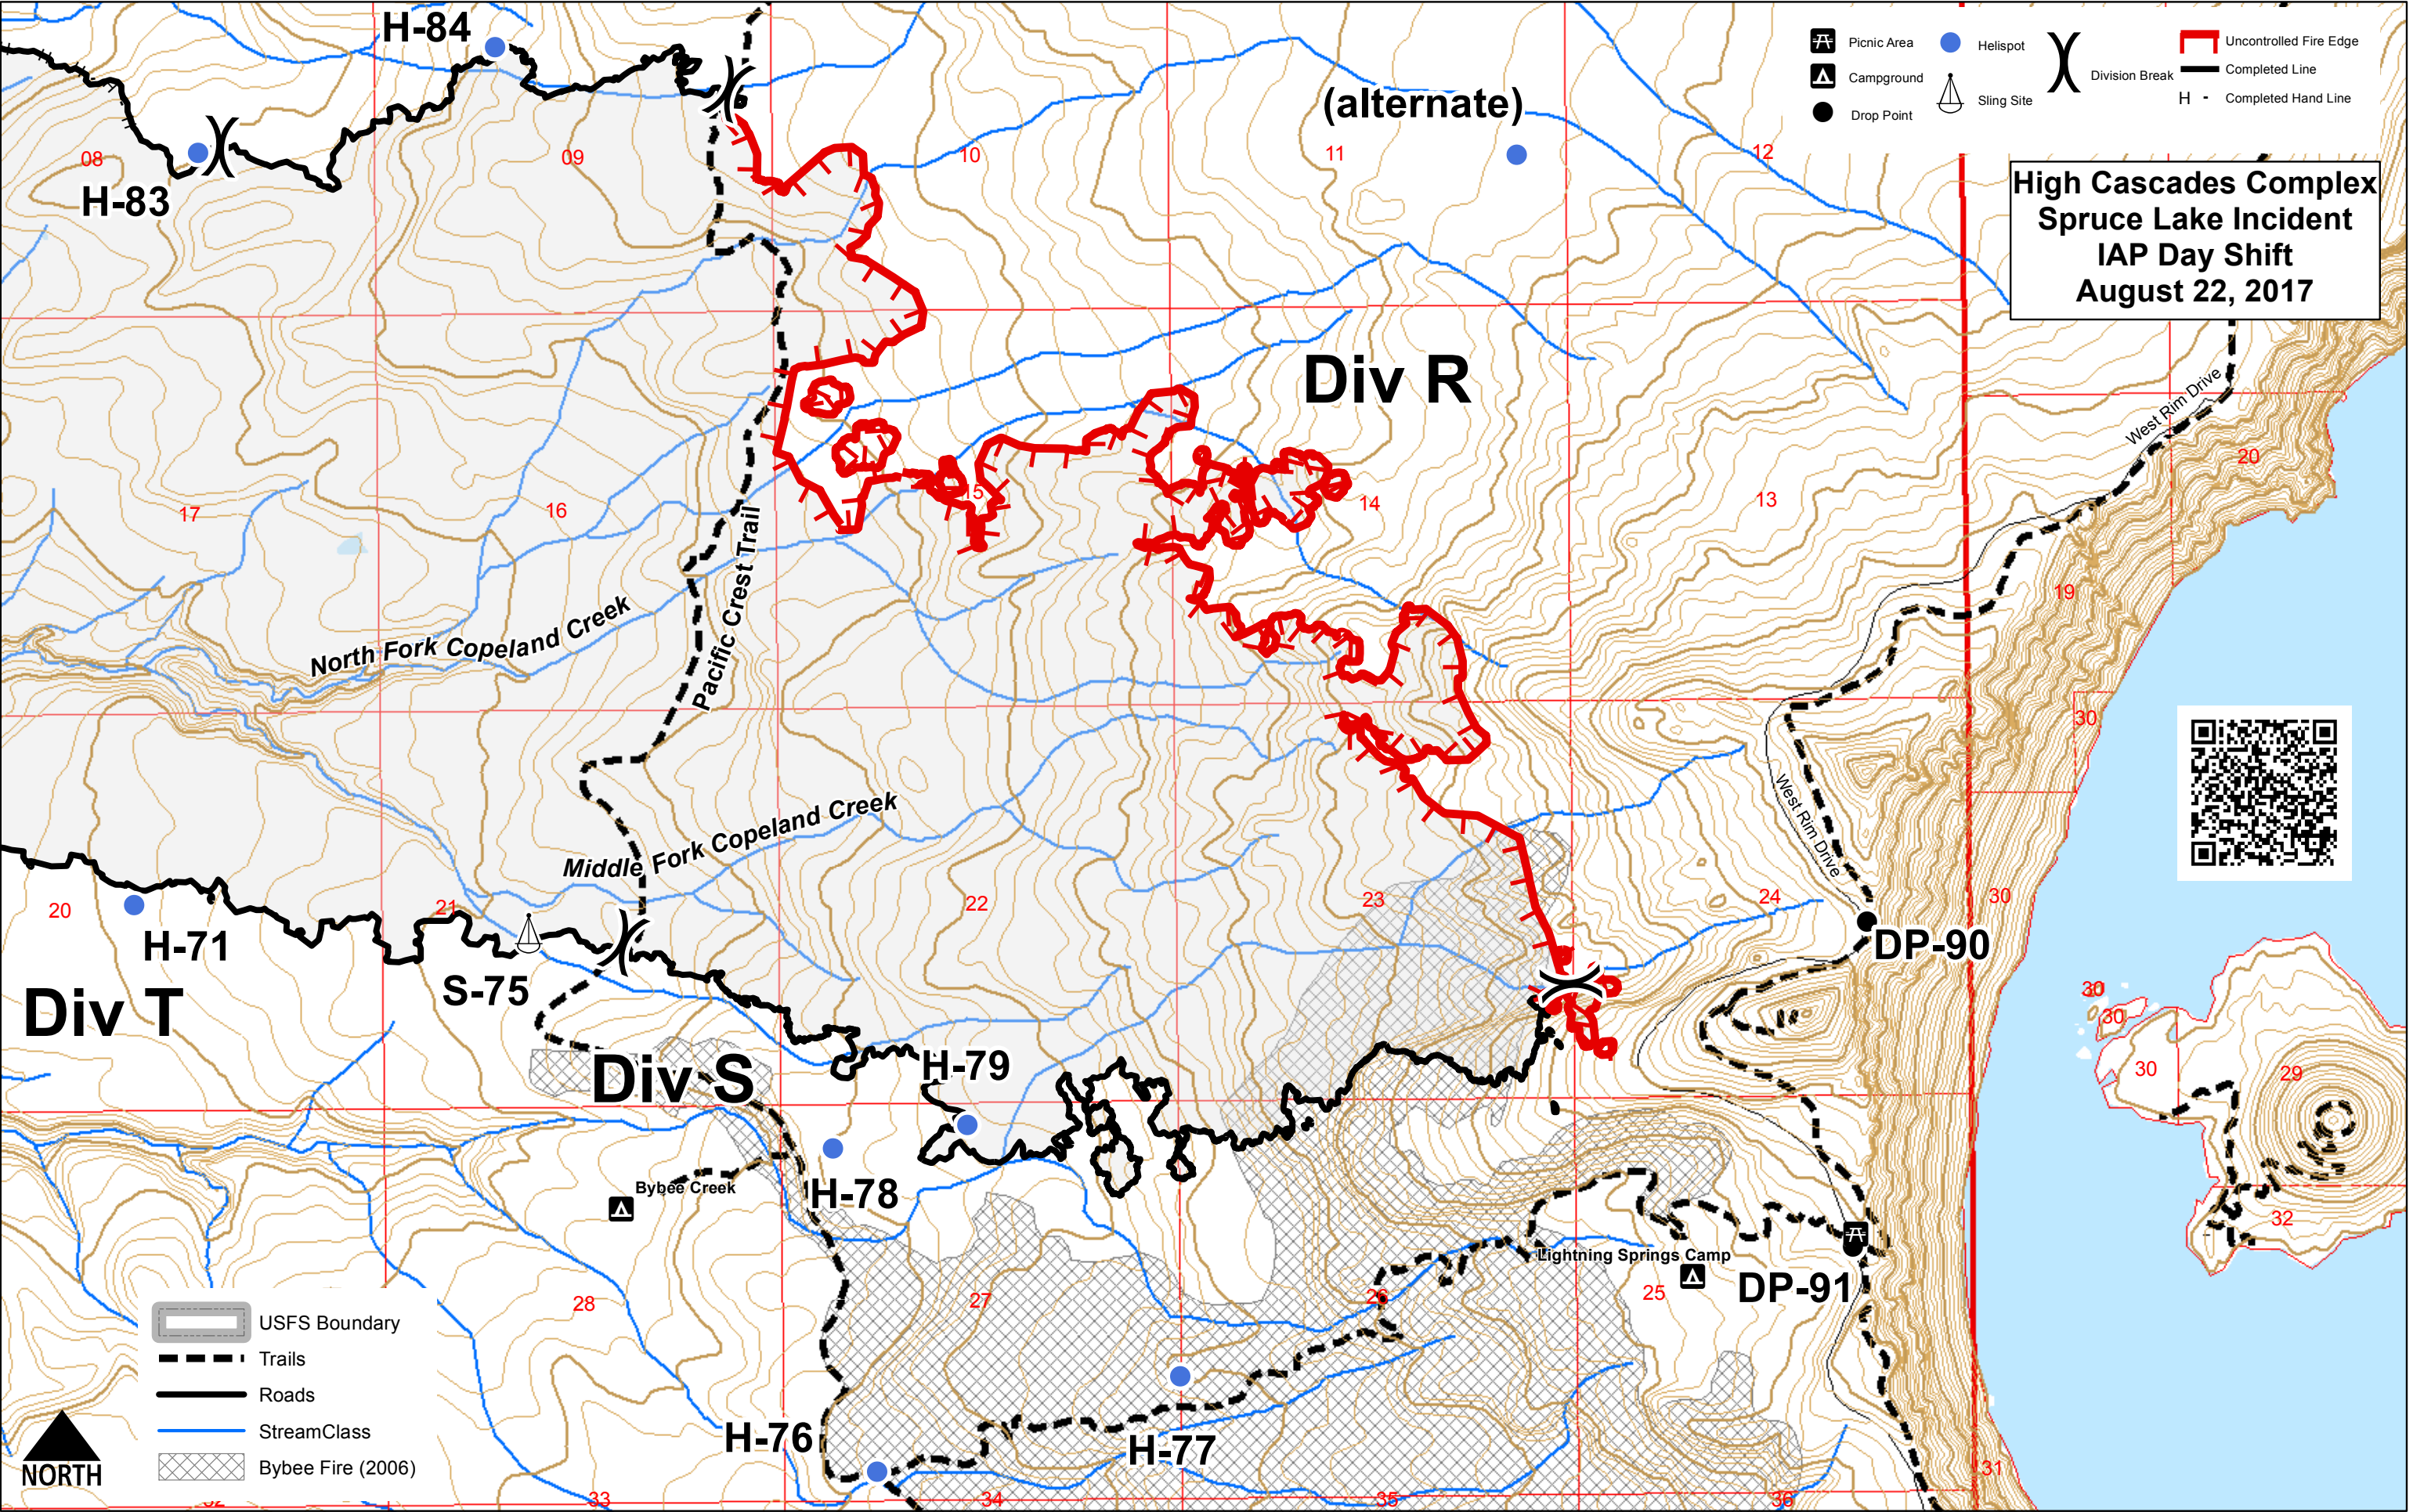 H-84
(alternate)
Picnic Area
Campground
Drop Point
Helispot
Sling Site
Division Break
Uncontrolled Fire Edge
Completed Line
H - Completed Hand Line
High Cascades Complex
Spruce Lake Incident
IAP Day Shift
August 22, 2017
08
H-83
09
10
11
12
Div R
West Rim Drive
20
17
16
15
14
13
19
North Fork Copeland Creek
Pacific Crest Trail
30
West Rim Drive
Middle Fork Copeland Creek
20
H-71
21
S-75
22
23
24
30
DP-90
Div T
30
30
30
29
Div S
H-79
Bybee Creek
H-78
32
Lightning Springs Camp
DP-91
28
27
26
25
USFS Boundary
Trails
Roads
StreamClass
Bybee Fire (2006)
NORTH
H-76
H-77
31
32
33
34
35
36